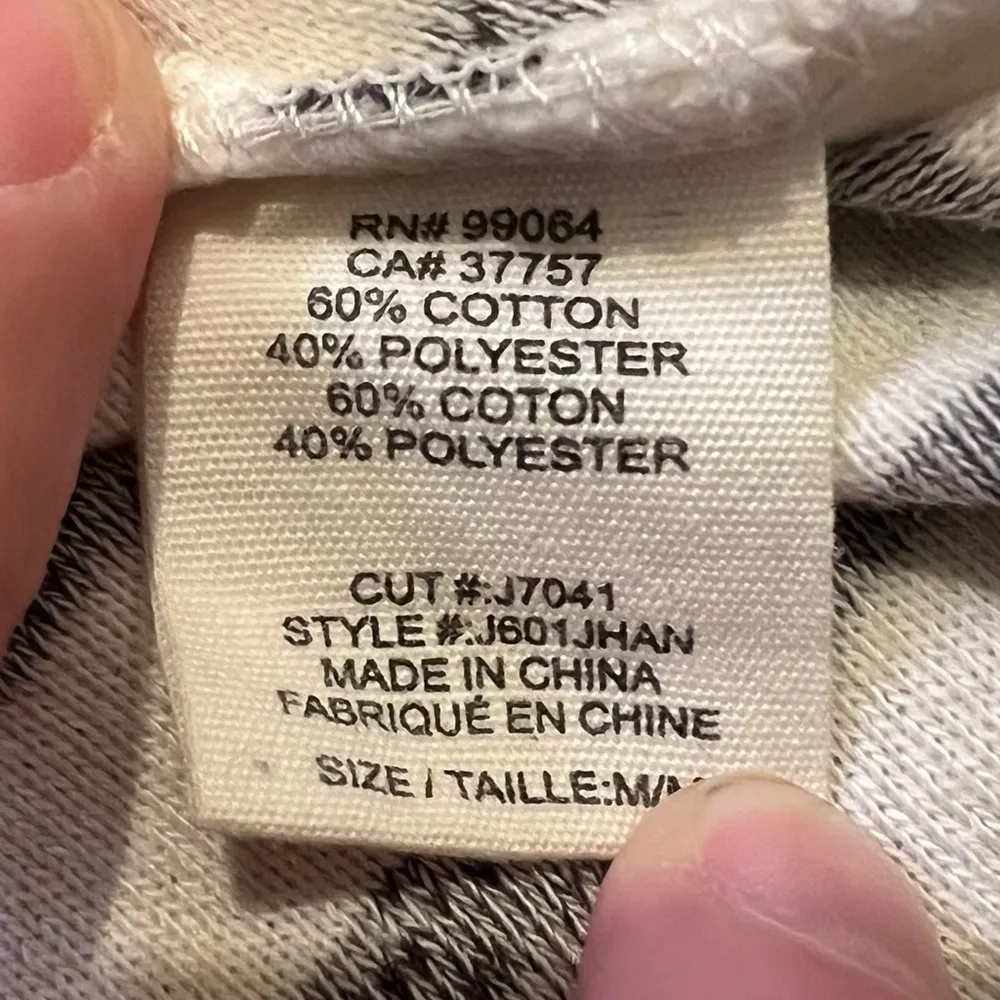 RN# 99064
CA# 37757
60% COTTON
40% POLYESTER
60% COTON
40% POLYESTER
CUT #:J7041
STYLE #:J601JHAN
MADE IN CHINA
FABRIQUÉ EN CHINE
SIZE / TAILLE:M/M